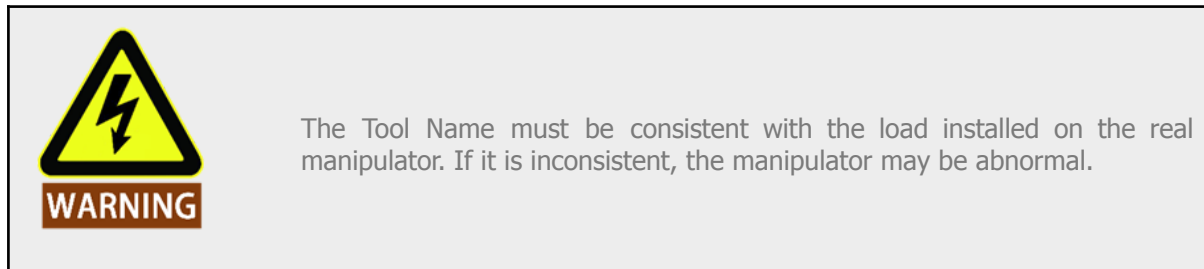 The Tool Name must be consistent with the load installed on the real
manipulator. If it is inconsistent, the manipulator may be abnormal.
WARNING